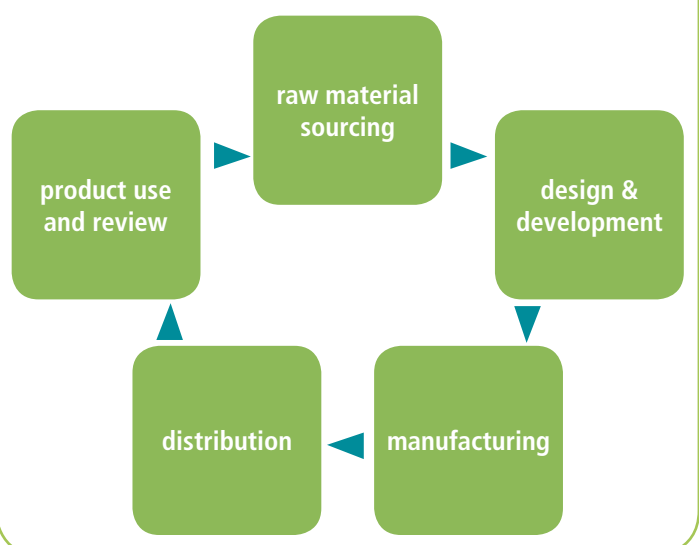 raw material
sourcing
product use
and review
design &
development
distribution
manufacturing